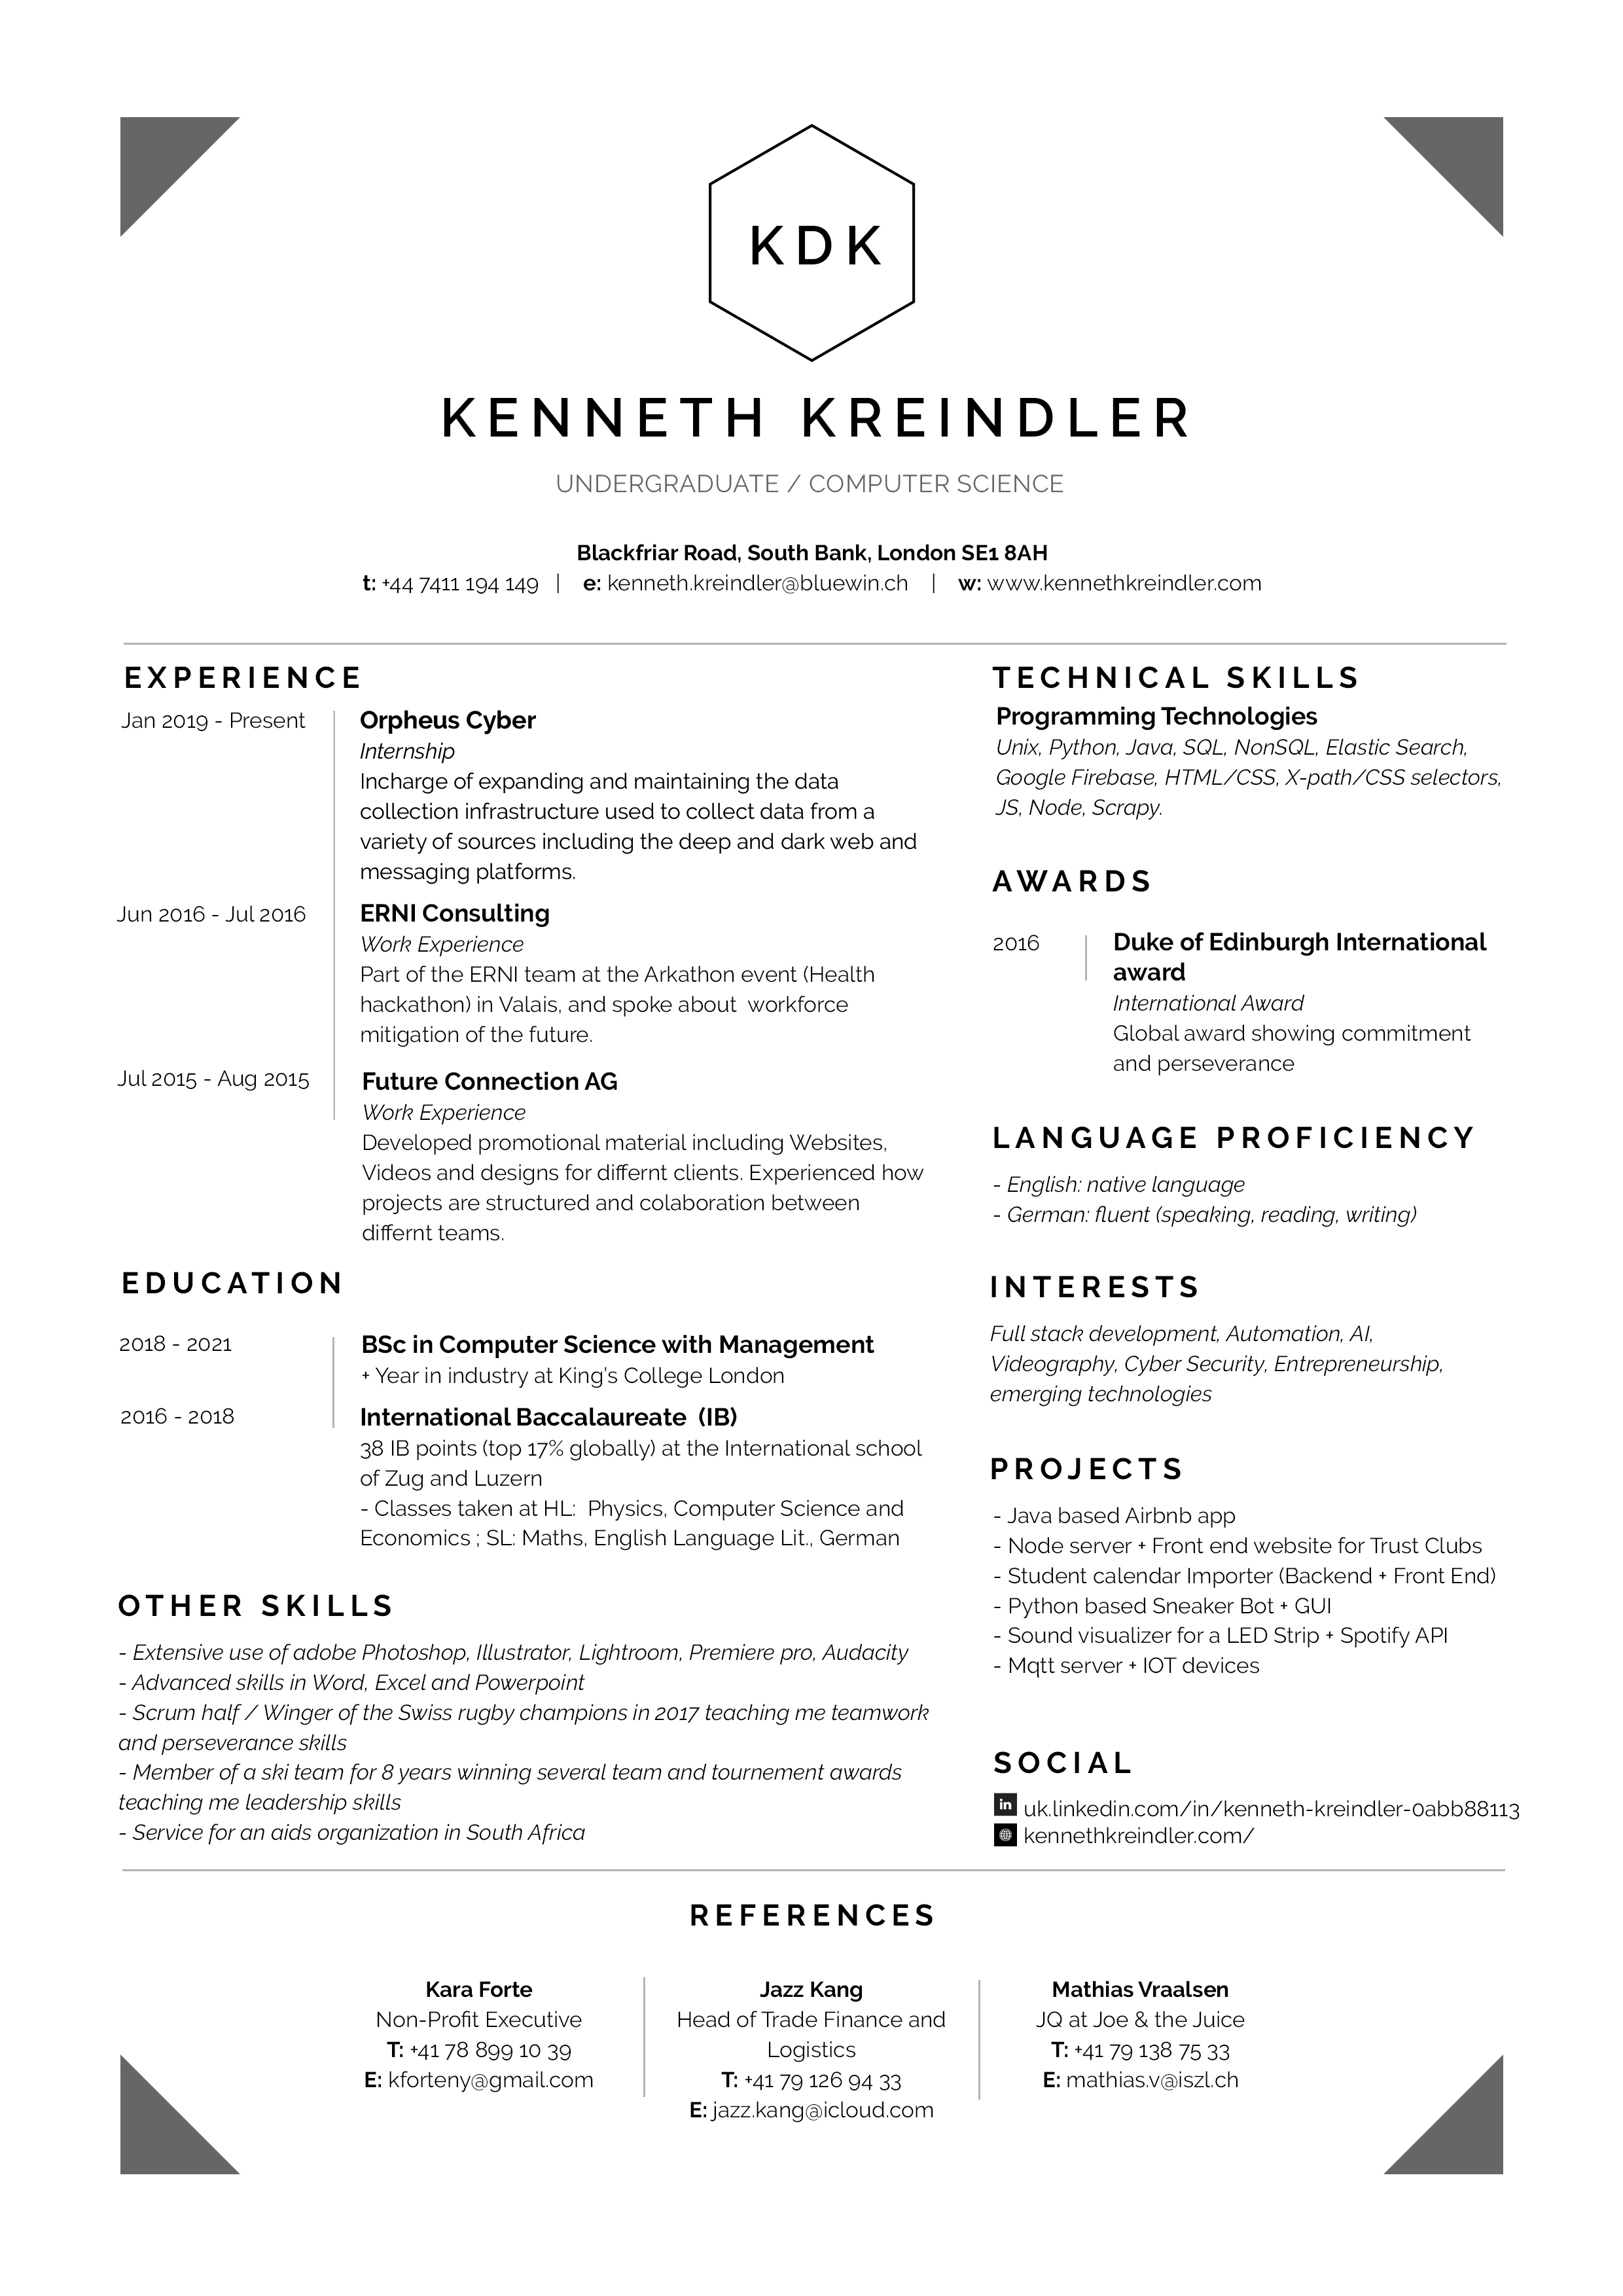 KDK
KENNETH KREINDLER
UNDERGRADUATE / COMPUTER SCIENCE
Blackfriar Road, South Bank, London SE1 8AH
t: +44 7411 194 149 | e: kenneth.kreindler@bluewin.ch | w: www.kennethkreindler.com
EXPERIENCE
Jan 2019 - Present
Orpheus Cyber
Internship
Incharge of expanding and maintaining the data
collection infrastructure used to collect data from a
variety of sources including the deep and dark web and
messaging platforms.
Jun 2016 - Jul 2016
ERNI Consulting
Work Experience
Part of the ERNI team at the Arkathon event (Health
hackathon) in Valais, and spoke about  workforce
mitigation of the future.
Jul 2015 - Aug 2015
Future Connection AG
Work Experience
Developed promotional material including Websites,
Videos and designs for differnt clients. Experienced how
projects are structured and colaboration between
differnt teams.
EDUCATION
2018 - 2021
BSc in Computer Science with Management
+ Year in industry at King's College London
2016 - 2018
International Baccalaureate  (IB)
38 IB points (top 17% globally) at the International school
of Zug and Luzern
- Classes taken at HL:  Physics, Computer Science and
Economics ; SL: Maths, English Language Lit., German
OTHER SKILLS
- Extensive use of adobe Photoshop, Illustrator, Lightroom, Premiere pro, Audacity
- Advanced skills in Word, Excel and Powerpoint
- Scrum half / Winger of the Swiss rugby champions in 2017 teaching me teamwork
and perseverance skills
- Member of a ski team for 8 years winning several team and tournement awards
teaching me leadership skills
- Service for an aids organization in South Africa
TECHNICAL SKILLS
Programming Technologies
Unix, Python, Java, SQL, NonSQL, Elastic Search,
Google Firebase, HTML/CSS, X-path/CSS selectors,
JS, Node, Scrapy.
AWARDS
2016
Duke of Edinburgh International
award
International Award
Global award showing commitment
and perseverance
LANGUAGE PROFICIENCY
- English: native language
- German: fluent (speaking, reading, writing)
INTERESTS
Full stack development, Automation, AI,
Videography, Cyber Security, Entrepreneurship,
emerging technologies
PROJECTS
- Java based Airbnb app
- Node server + Front end website for Trust Clubs
- Student calendar Importer (Backend + Front End)
- Python based Sneaker Bot + GUI
- Sound visualizer for a LED Strip + Spotify API
- Mqtt server + IOT devices
SOCIAL
in uk.linkedin.com/in/kenneth-kreindler-0abb88113
kennethkreindler.com/
REFERENCES
Kara Forte
Non-Profit Executive
T: +41 78 899 10 39
E: kforteny@gmail.com
Jazz Kang
Head of Trade Finance and
Logistics
T: +41 79 126 94 33
E: jazz.kang@icloud.com
Mathias Vraalsen
JQ at Joe & the Juice
T: +41 79 138 75 33
E: mathias.v@iszl.ch